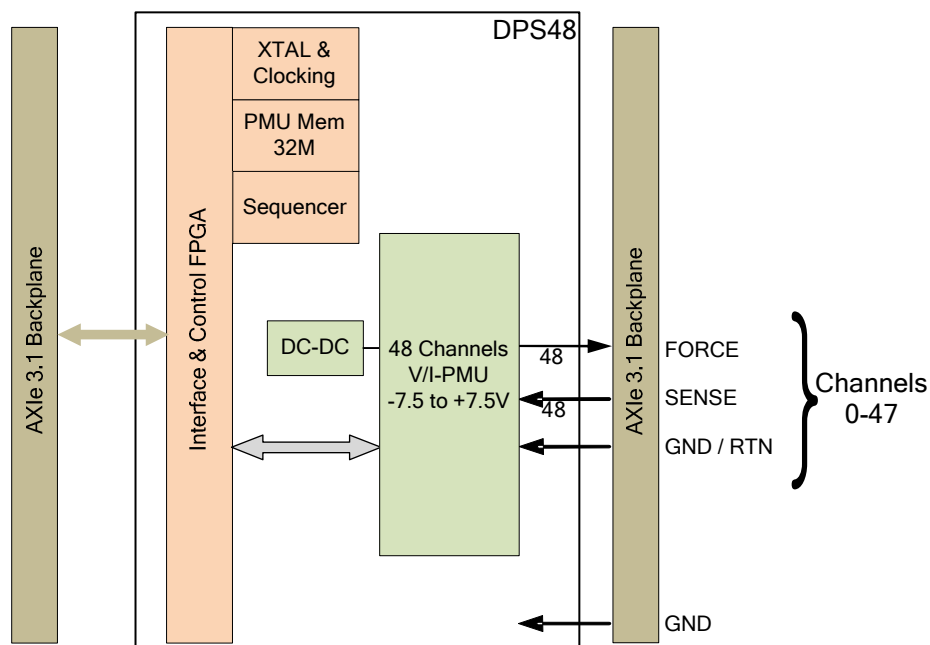 DPS48
XTAL &
Clocking
PMU Mem
32M
Sequencer
AXIe 3.1 Backplane
Interface & Control FPGA
DC-DC
48 Channels
V/I-PMU
-7.5 to +7.5V
48
48
AXIe 3.1 Backplane
FORCE
SENSE
GND / RTN
Channels
0-47
GND